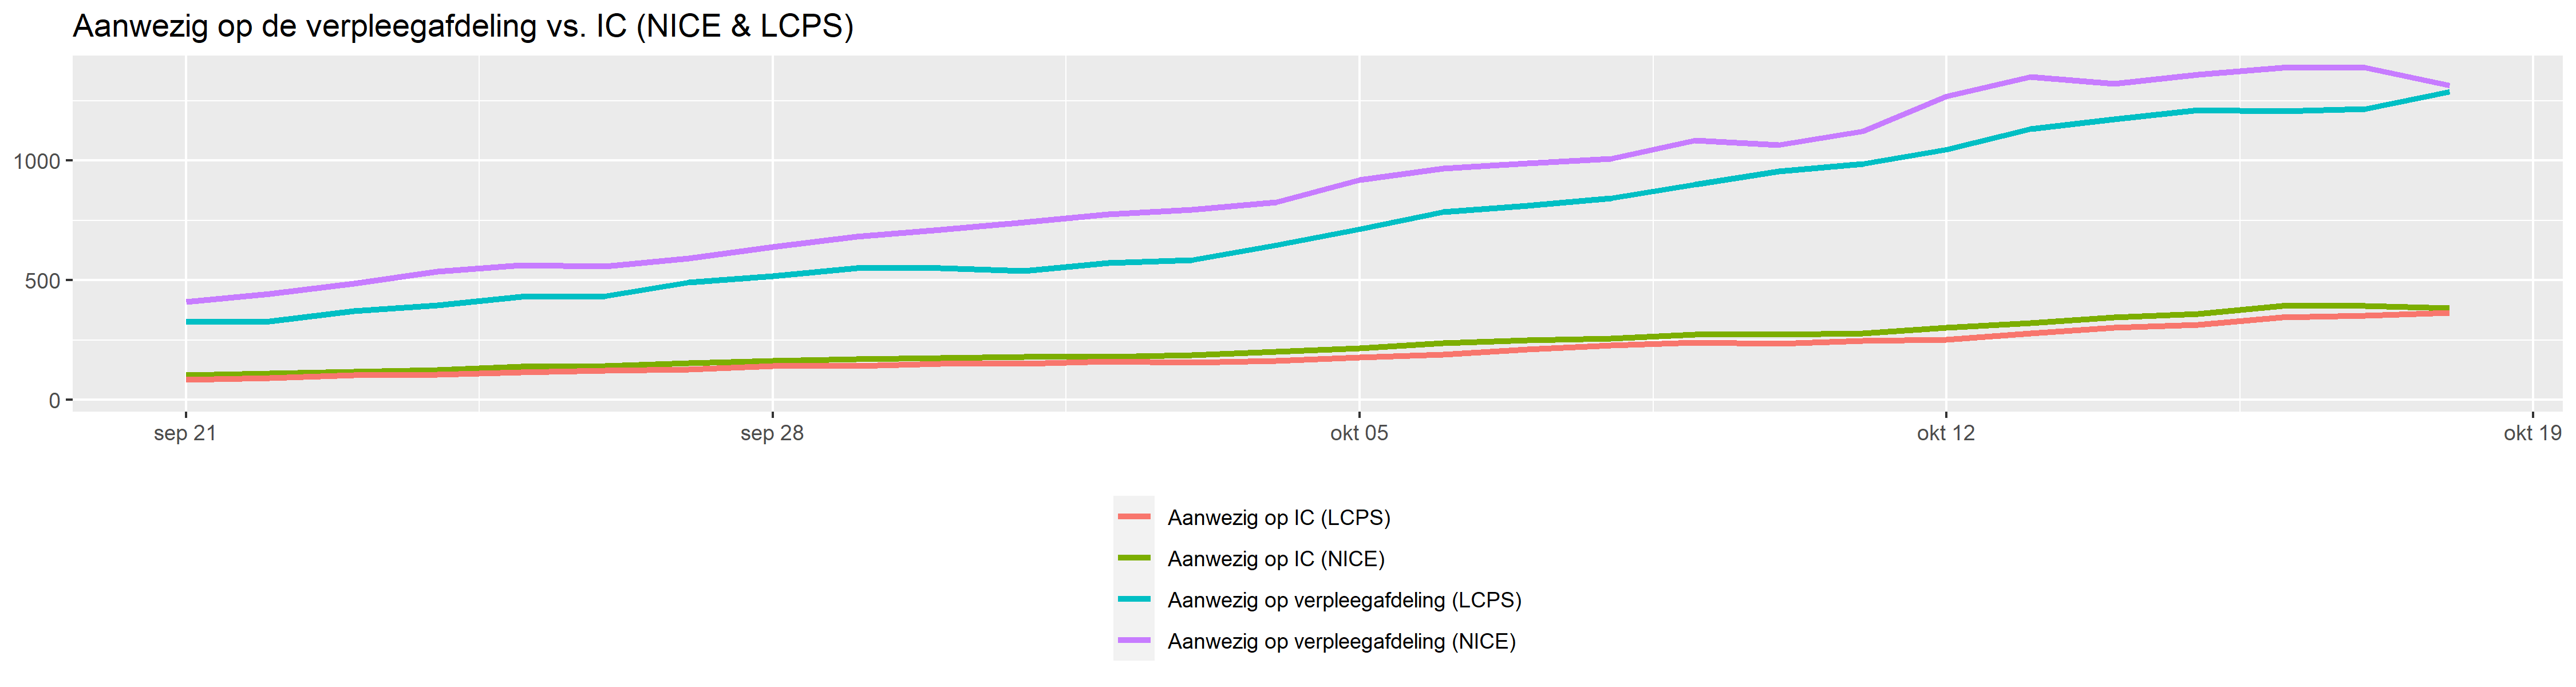 Aanwezig op de verpleegafdeling vs. IC (NICE & LCPS)
1000
500
0
sep 21 sep 28 okt 05 okt 12 okt 19
Aanwezig op IC (LCPS)
Aanwezig op IC (NICE)
Aanwezig op verpleegafdeling (LCPS)
Aanwezig op verpleegafdeling (NICE)